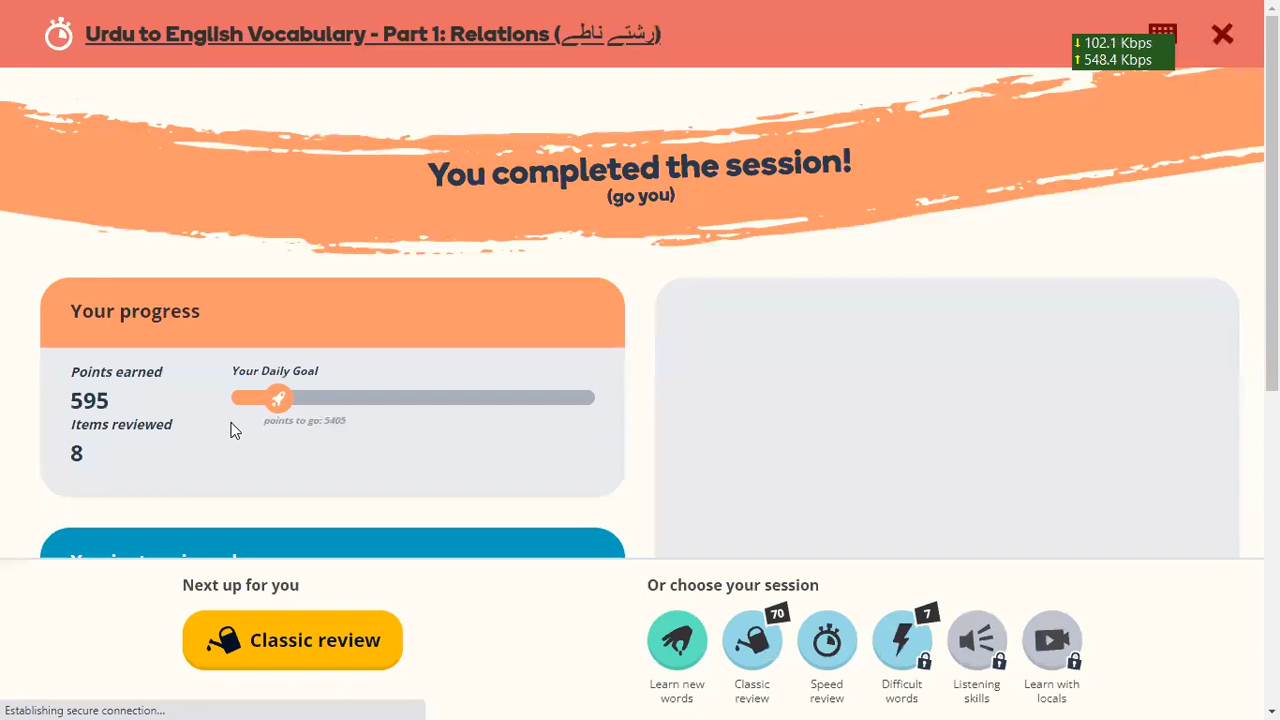 Urdu to English Vocabulary - Part 1: Relations (رشتے ناطے)
↓ 102.1 Kbps
↑ 548.4 Kbps
You completed the session!
(go you)
Your progress
Points earned
595
Items reviewed
8
Your Daily Goal
points to go: 5405
Next up for you
Classic review
Or choose your session
70
7
Learn new
words
Classic
review
Speed
review
Difficult
words
Listening
skills
Learn with
locals
Establishing secure connection...